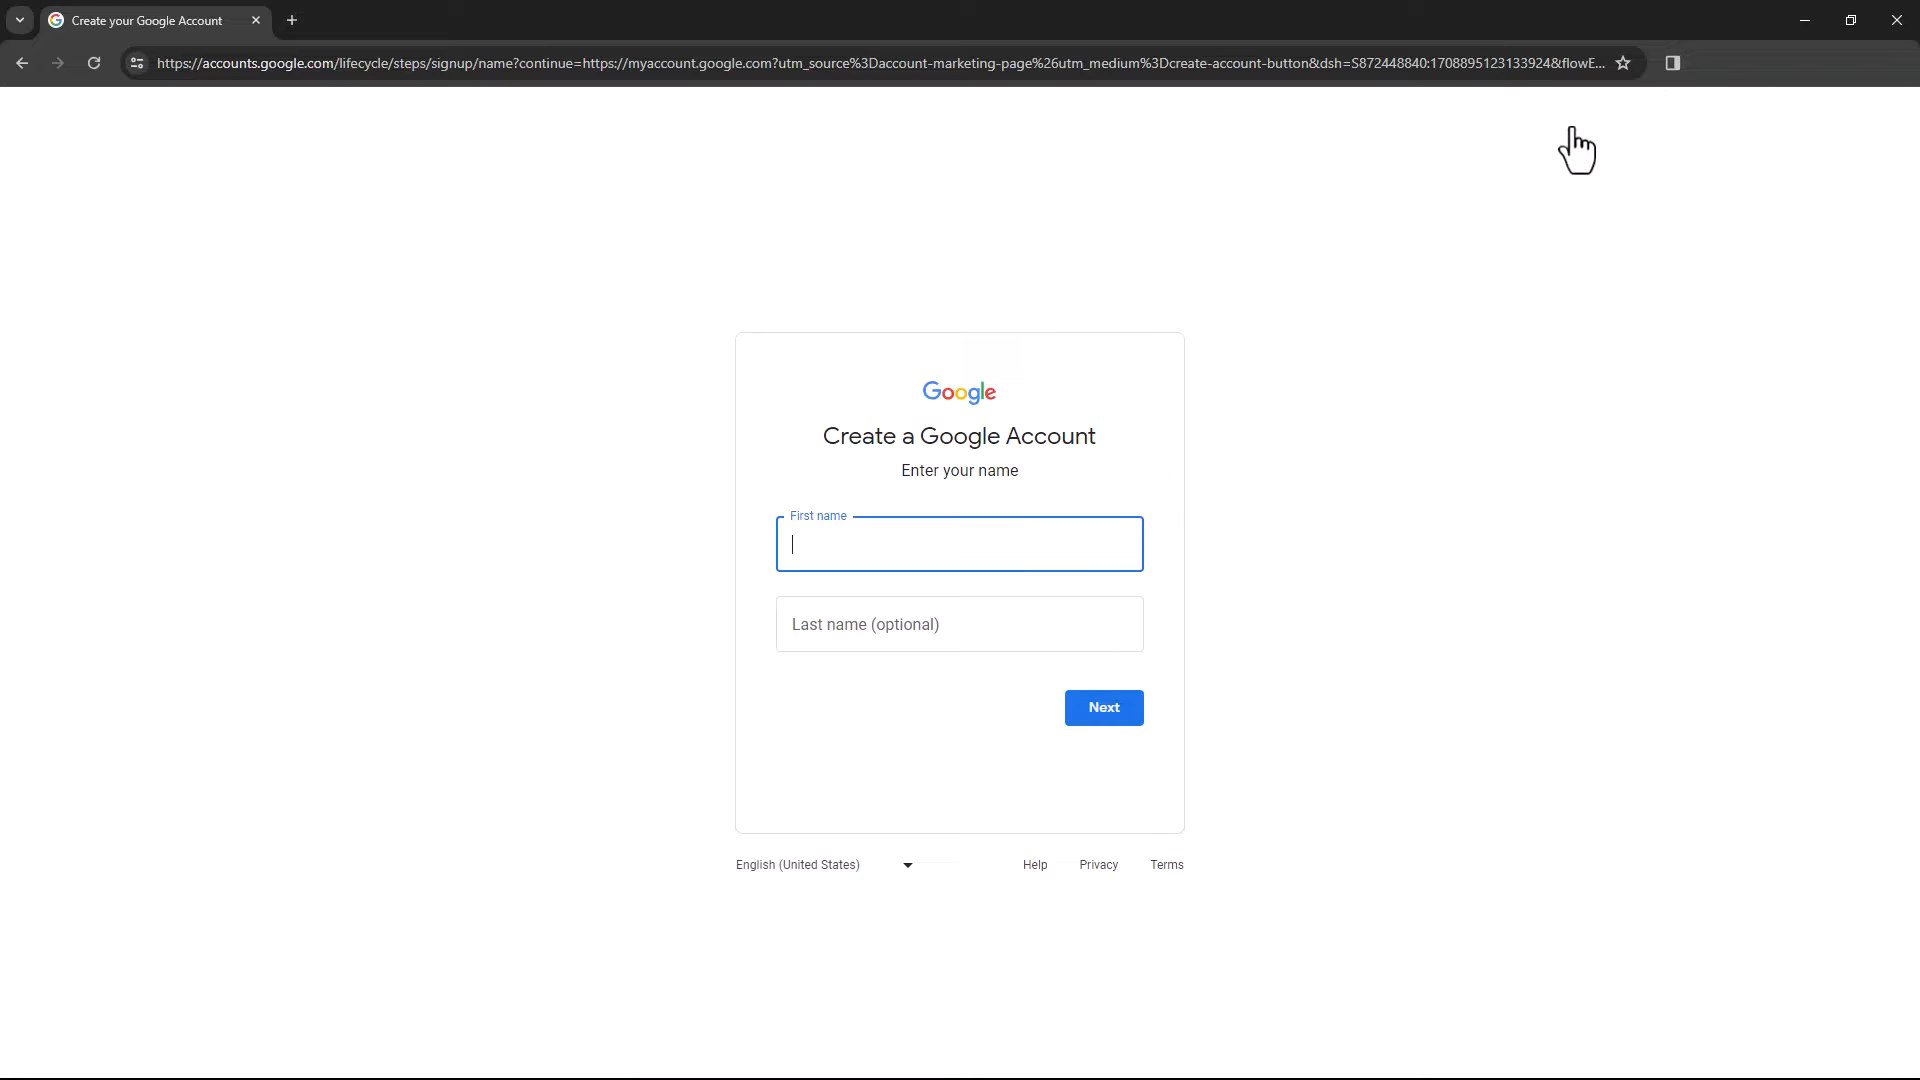 Create your Google Account
https://accounts.google.com/lifecycle/steps/signup/name?continue=https://myaccount.google.com?utm_source%3Daccount-marketing-page%26utm_medium%3Dcreate-account-button&dsh=S872448840:1708895123133924&flowE...
Google
Create a Google Account
Enter your name
First name
Last name (optional)
Next
English (United States)
Help
Privacy
Terms